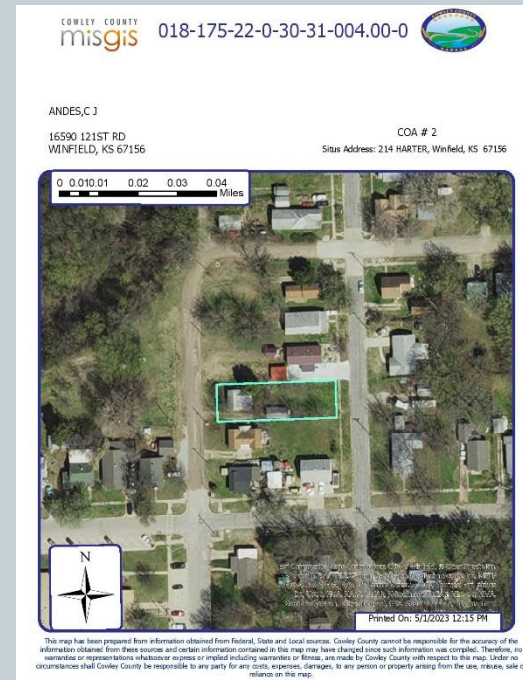 COWLEY COUNTY
misgis
018-175-22-0-30-31-004.00-0
ANDES,C J
16590 121ST RD
WINFIELD, KS 67156
COA # 2
Situs Address: 214 HARTER, Winfield, KS 67156
0 0.010.01 0.02 0.03 0.04
Miles
N
Printed On: 5/1/2023 12:15 PM
This map has been prepared from information obtained from Federal, State and Local sources. Cowley County cannot be responsible for the accuracy of the
information obtained from these sources and certain information contained in this map may have changed since such information was compiled. Therefore, no
warranties or representations whatsoever express or implied including warranties or fitness, are made by Cowley County with respect to this map. Under no
circumstances shall Cowley County be responsible to any party for any costs, expenses, damages, to any person or property arising from the use, misuse, sale or
reliance on this map.